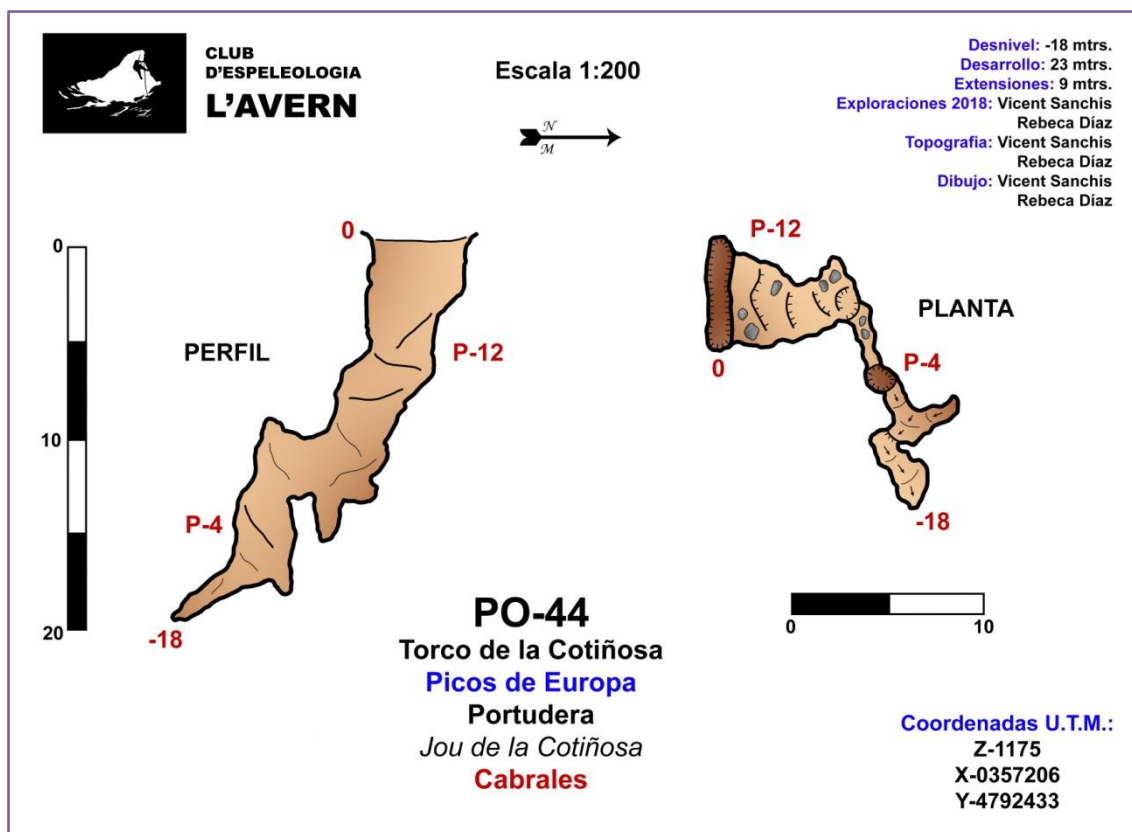 CLUB
D'ESPELEOLOGIA
L'AVERN
Escala 1:200
N
M
Desnivel: -18 mtrs.
Desarrollo: 23 mtrs.
Extensiones: 9 mtrs.
Exploraciones 2018: Vicent Sanchis
Rebeca Díaz
Topografia: Vicent Sanchis
Rebeca Díaz
Dibujo: Vicent Sanchis
Rebeca Díaz
0
10
20
PERFIL
0
P-12
P-4
-18
P-12
0
PLANTA
P-4
-18
0
10
PO-44
Torco de la Cotiñosa
Picos de Europa
Portudera
Jou de la Cotiñosa
Cabrales
Coordenadas U.T.M.:
Z-1175
X-0357206
Y-4792433